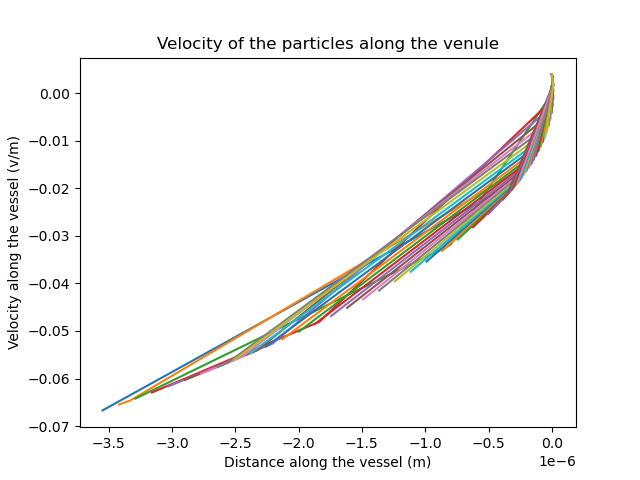 Velocity of the particles along the venule
Velocity along the vessel (v/m)
0.00
−0.01
−0.02
−0.03
−0.04
−0.05
−0.06
−0.07
−3.5 −3.0 −2.5 −2.0 −1.5 −1.0 −0.5 0.0
1e−6
Distance along the vessel (m)